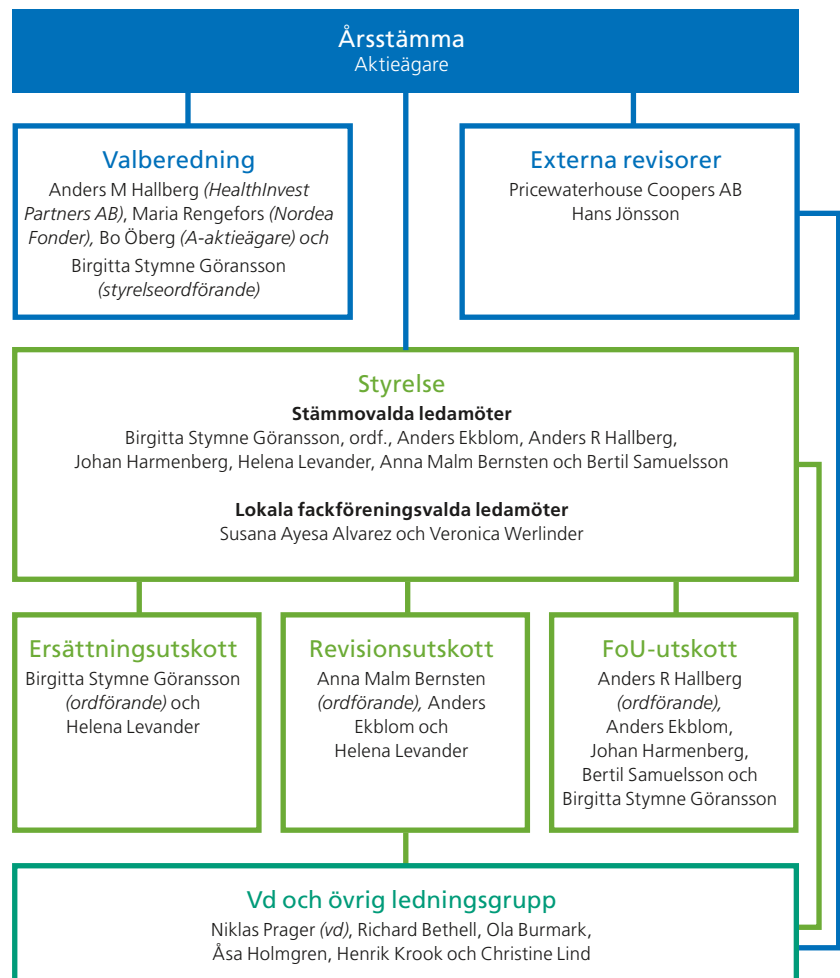 Årsstämma
Aktieägare
Valberedning
Anders M Hallberg (HealthInvest
Partners AB), Maria Rengefors (Nordea
Fonder), Bo Öberg (A-aktieägare) och
Birgitta Stymne Göransson
(styrelseordförande)
Externa revisorer
Pricewaterhouse Coopers AB
Hans Jönsson
Styrelse
Stämmovalda ledamöter
Birgitta Stymne Göransson, ordf., Anders Ekblom, Anders R Hallberg,
Johan Harmenberg, Helena Levander, Anna Malm Bernsten och Bertil Samuelsson
Lokala fackföreningsvalda ledamöter
Susana Ayesa Alvarez och Veronica Werlinder
Ersättningsutskott
Birgitta Stymne Göransson
(ordförande) och
Helena Levander
Revisionsutskott
Anna Malm Bernsten
(ordförande), Anders
Ekblom och
Helena Levander
FoU-utskott
Anders R Hallberg
(ordförande),
Anders Ekblom,
Johan Harmenberg,
Bertil Samuelsson och
Birgitta Stymne Göransson
Vd och övrig ledningsgrupp
Niklas Prager (vd), Richard Bethell, Ola Burmark,
Åsa Holmgren, Henrik Krook och Christine Lind